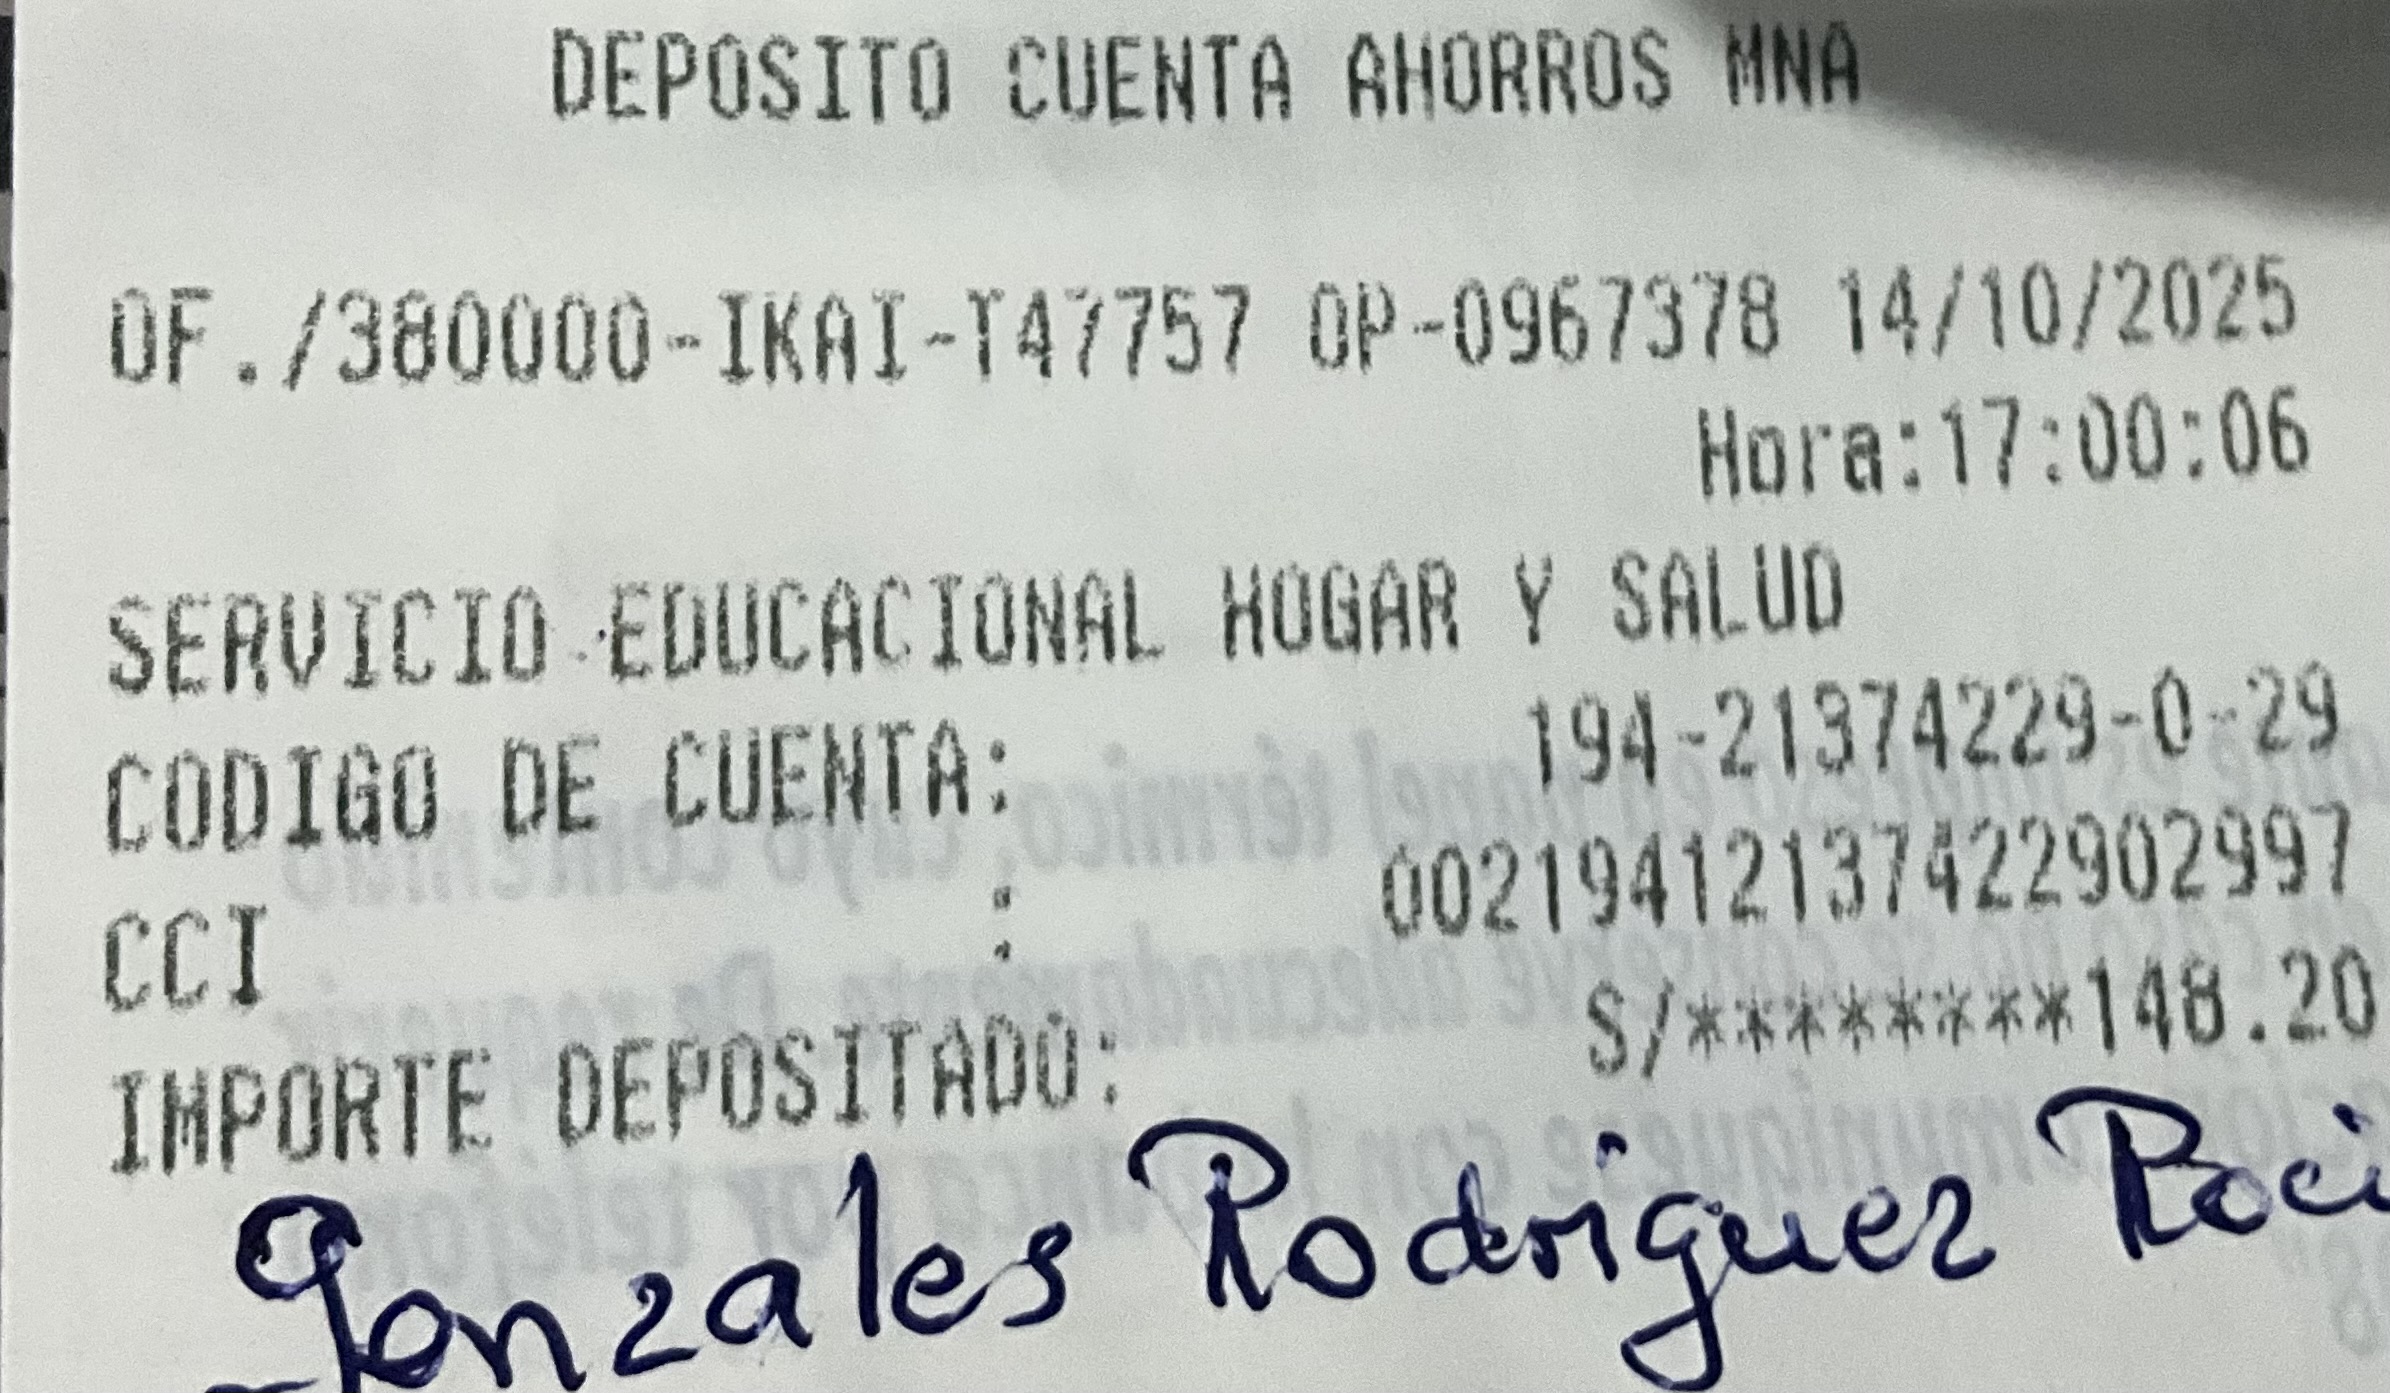 DEPOSITO CUENTA AHORROS MNA
OF./380000-IKAI-T47757 OP-0967378 14/10/2025
Hora:17:00:06
SERVICIO EDUCACIONAL HOGAR Y SALUD
CODIGO DE CUENTA: 194-21374229-0-29
CCI : 00219412137422902997
IMPORTE DEPOSITADO: S/********148.20
Gonzales Rodriguez Roci